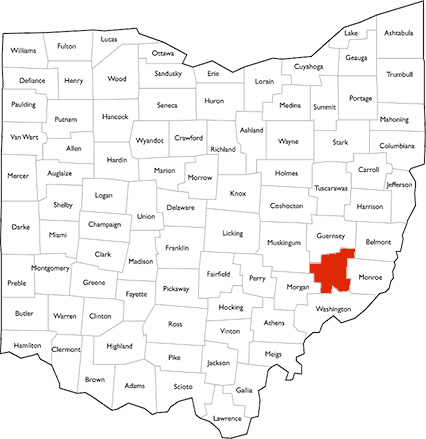 Lake
Ashtabula
Lucas
Fulton
Williams
Ottawa
Geauga
Cuyahoga
Erie
Sandusky
Wood
Henry
Defiance
Lorain
Trumbull
Paulding
Seneca
Huron
Medina
Summit
Portage
Putnam
Hancock
Mahoning
Van Wert
Wyandot
Crawford
Ashland
Richland
Wayne
Stark
Columbiana
Allen
Hardin
Mercer
Auglaize
Marion
Morrow
Holmes
Carroll
Jefferson
Tuscarawas
Logan
Knox
Shelby
Union
Delaware
Coshocton
Harrison
Darke
Miami
Champaign
Licking
Muskingum
Guernsey
Belmont
Clark
Madison
Franklin
Montgomery
Fairfield
Perry
Monroe
Preble
Greene
Fayette
Pickaway
Morgan
Butler
Warren
Clinton
Hocking
Washington
Ross
Vinton
Athens
Hamilton
Clermont
Highland
Pike
Jackson
Meigs
Brown
Adams
Scioto
Gallia
Lawrence